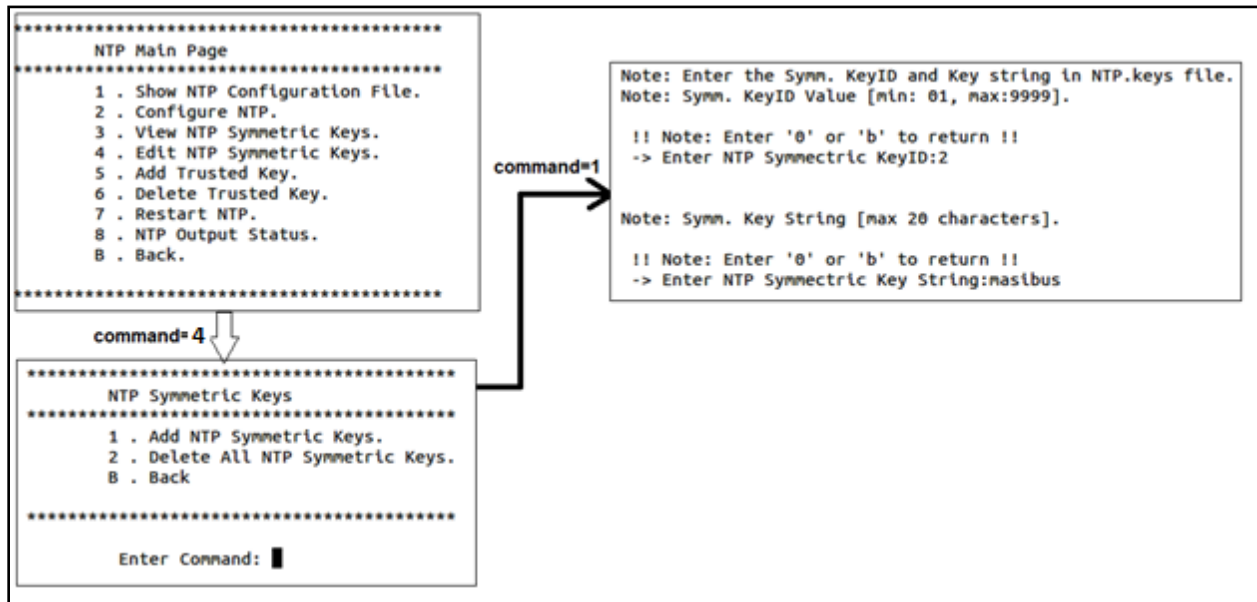 ******************************************
NTP Main Page
******************************************
1 . Show NTP Configuration File.
2 . Configure NTP.
3 . View NTP Symmetric Keys.
4 . Edit NTP Symmetric Keys.
5 . Add Trusted Key.
6 . Delete Trusted Key.
7 . Restart NTP.
8 . NTP Output Status.
B . Back.
******************************************
command=4
******************************************
NTP Symmetric Keys
******************************************
1 . Add NTP Symmetric Keys.
2 . Delete All NTP Symmetric Keys.
B . Back
******************************************
Enter Command:
command=1
Note: Enter the Symm. KeyID and Key string in NTP.keys file.
Note: Symm. KeyID Value [min: 01, max:9999].
!! Note: Enter '0' or 'b' to return !!
-> Enter NTP Symmectric KeyID:2
Note: Symm. Key String [max 20 characters].
!! Note: Enter '0' or 'b' to return !!
-> Enter NTP Symmectric Key String:masibus